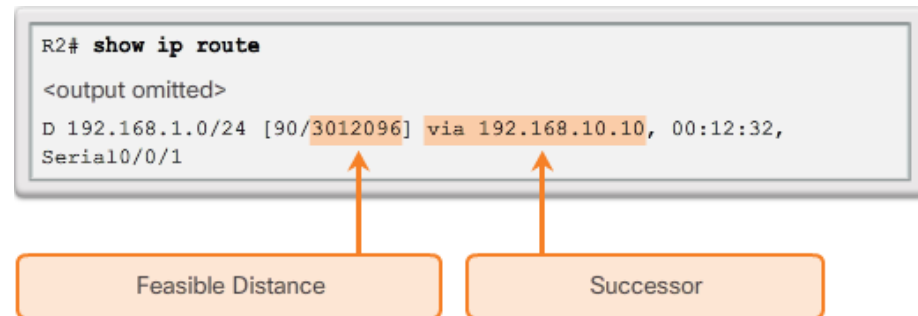 R2# show ip route
<output omitted>
D 192.168.1.0/24 [90/3012096] via 192.168.10.10, 00:12:32,
Serial0/0/1
Feasible Distance
Successor